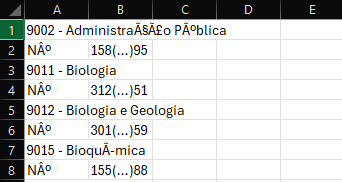 A B C D E
1 9002 - AdministraÃ§Ã£o PÃºblica
2 NÂº 158(...)95
3 9011 - Biologia
4 NÂº 312(...)51
5 9012 - Biologia e Geologia
6 NÂº 301(...)59
7 9015 - BioquÃ­mica
8 NÂº 155(...)88